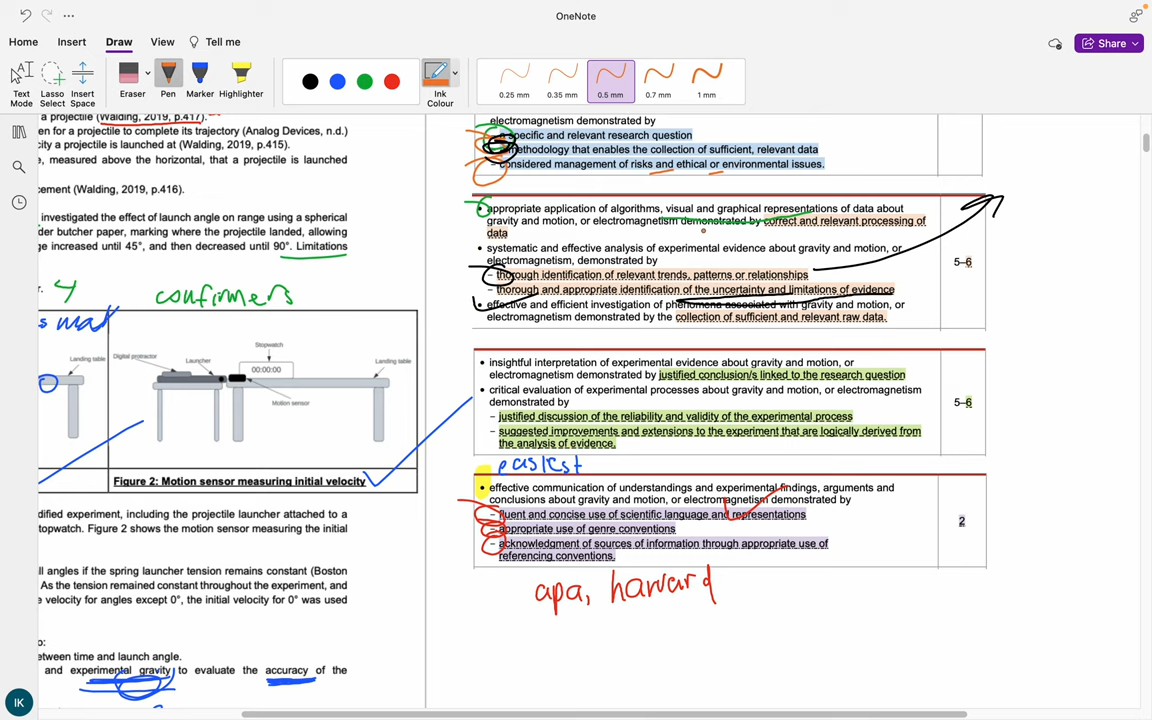 OneNote
Home
Insert
Draw
View
Tell me
Share
Text
Mode
Lasso
Select
Insert
Space
Eraser
Pen
Marker
Highlighter
Ink
Colour
0.25 mm
0.35 mm
0.5 mm
0.7 mm
1 mm
a projectile (Walding, 2019, p.417).
en for a projectile to complete its trajectory (Analog Devices, n.d.)
city a projectile is launched at (Walding, 2019, p.415).
e, measured above the horizontal, that a projectile is launched
cement (Walding, 2019, p.416).
investigated the effect of launch angle on range using a spherical
der butcher paper, marking where the projectile landed, allowing
ge increased until 45°, and then decreased until 90°. Limitations
4
confirmers
Landing table
Digital protractor
Launcher
Stopwatch
00:00:00
Landing table
Motion sensor
Figure 2: Motion sensor measuring initial velocity
dified experiment, including the projectile launcher attached to a
topwatch. Figure 2 shows the motion sensor measuring the initial
ll angles if the spring launcher tension remains constant (Boston
As the tension remained constant throughout the experiment, and
e velocity for angles except 0°, the initial velocity for 0° was used
o:
etween time and launch angle.
and experimental gravity to evaluate the accuracy of the
IK
electromagnetism demonstrated by
a specific and relevant research question
methodology that enables the collection of sufficient, relevant data
– considered management of risks and ethical or environmental issues.
• appropriate application of algorithms, visual and graphical representations of data about
gravity and motion, or electromagnetism demonstrated by correct and relevant processing of
data
• systematic and effective analysis of experimental evidence about gravity and motion, or
electromagnetism, demonstrated by
– thorough identification of relevant trends, patterns or relationships
– thorough and appropriate identification of the uncertainty and limitations of evidence
• effective and efficient investigation of phenomena associated with gravity and motion, or
electromagnetism demonstrated by the collection of sufficient and relevant raw data.
5–6
• insightful interpretation of experimental evidence about gravity and motion, or
electromagnetism demonstrated by justified conclusion/s linked to the research question
• critical evaluation of experimental processes about gravity and motion, or electromagnetism
demonstrated by
– justified discussion of the reliability and validity of the experimental process
– suggested improvements and extensions to the experiment that are logically derived from
the analysis of evidence.
5–6
easiest
• effective communication of understandings and experimental findings, arguments and
conclusions about gravity and motion, or electromagnetism demonstrated by
– fluent and concise use of scientific language and representations
– appropriate use of genre conventions
– acknowledgment of sources of information through appropriate use of
referencing conventions.
2
apa, harvard